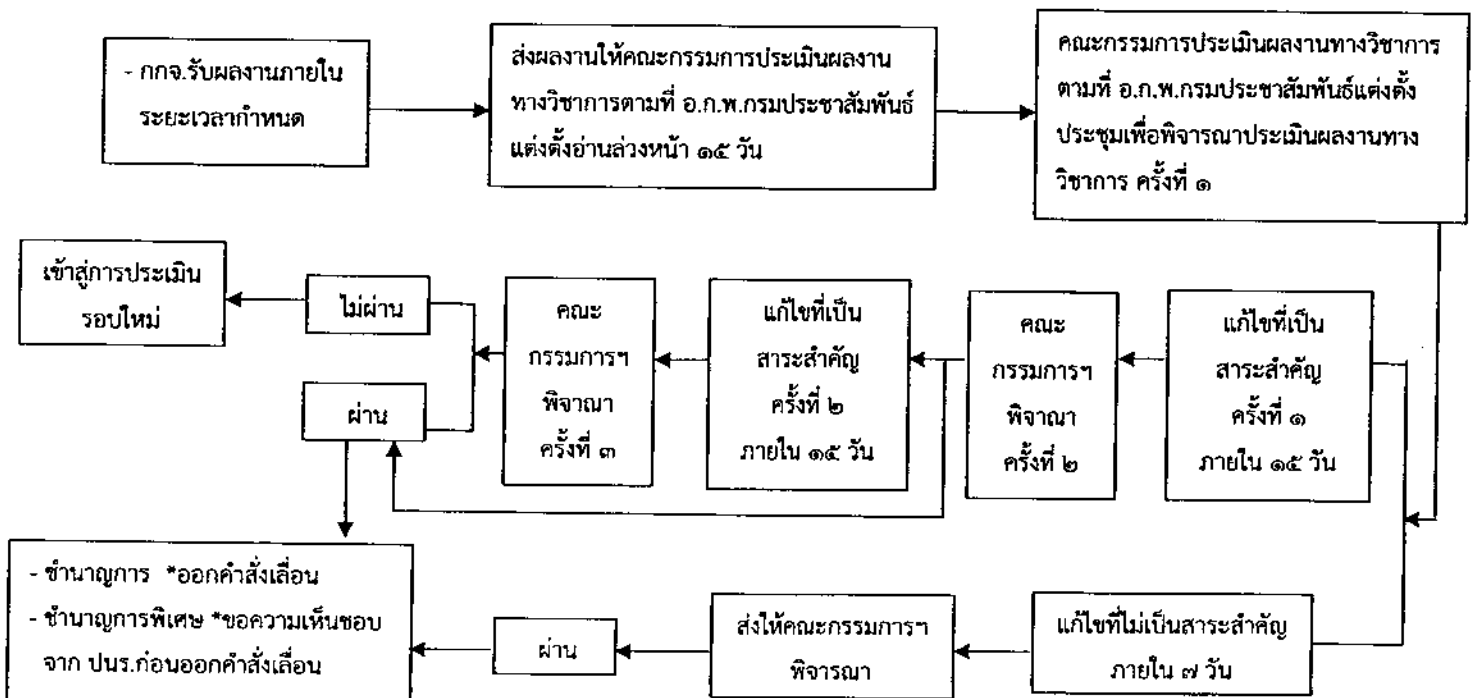 - กกจ.รับผลงานภายใน
ระยะเวลากำหนด
ส่งผลงานให้คณะกรรมการประเมินผลงาน
ทางวิชาการตามที่ อ.ก.พ.กรมประชาสัมพันธ์
แต่งตั้งอ่านล่วงหน้า ๑๕ วัน
คณะกรรมการประเมินผลงานทางวิชาการ
ตามที่ อ.ก.พ.กรมประชาสัมพันธ์แต่งตั้ง
ประชุมเพื่อพิจารณาประเมินผลงานทาง
วิชาการ ครั้งที่ ๑
แก้ไขที่เป็น
สาระสำคัญ
ครั้งที่ ๑
ภายใน ๑๕ วัน
คณะ
กรรมการฯ
พิจาณา
ครั้งที่ ๒
แก้ไขที่เป็น
สาระสำคัญ
ครั้งที่ ๒
ภายใน ๑๕ วัน
คณะ
กรรมการฯ
พิจาณา
ครั้งที่ ๓
ไม่ผ่าน
ผ่าน
เข้าสู่การประเมิน
รอบใหม่
แก้ไขที่ไม่เป็นสาระสำคัญ
ภายใน ๗ วัน
ส่งให้คณะกรรมการฯ
พิจารณา
ผ่าน
- ชำนาญการ *ออกคำสั่งเลื่อน
- ชำนาญการพิเศษ *ขอความเห็นชอบ
จาก ปนร.ก่อนออกคำสั่งเลื่อน